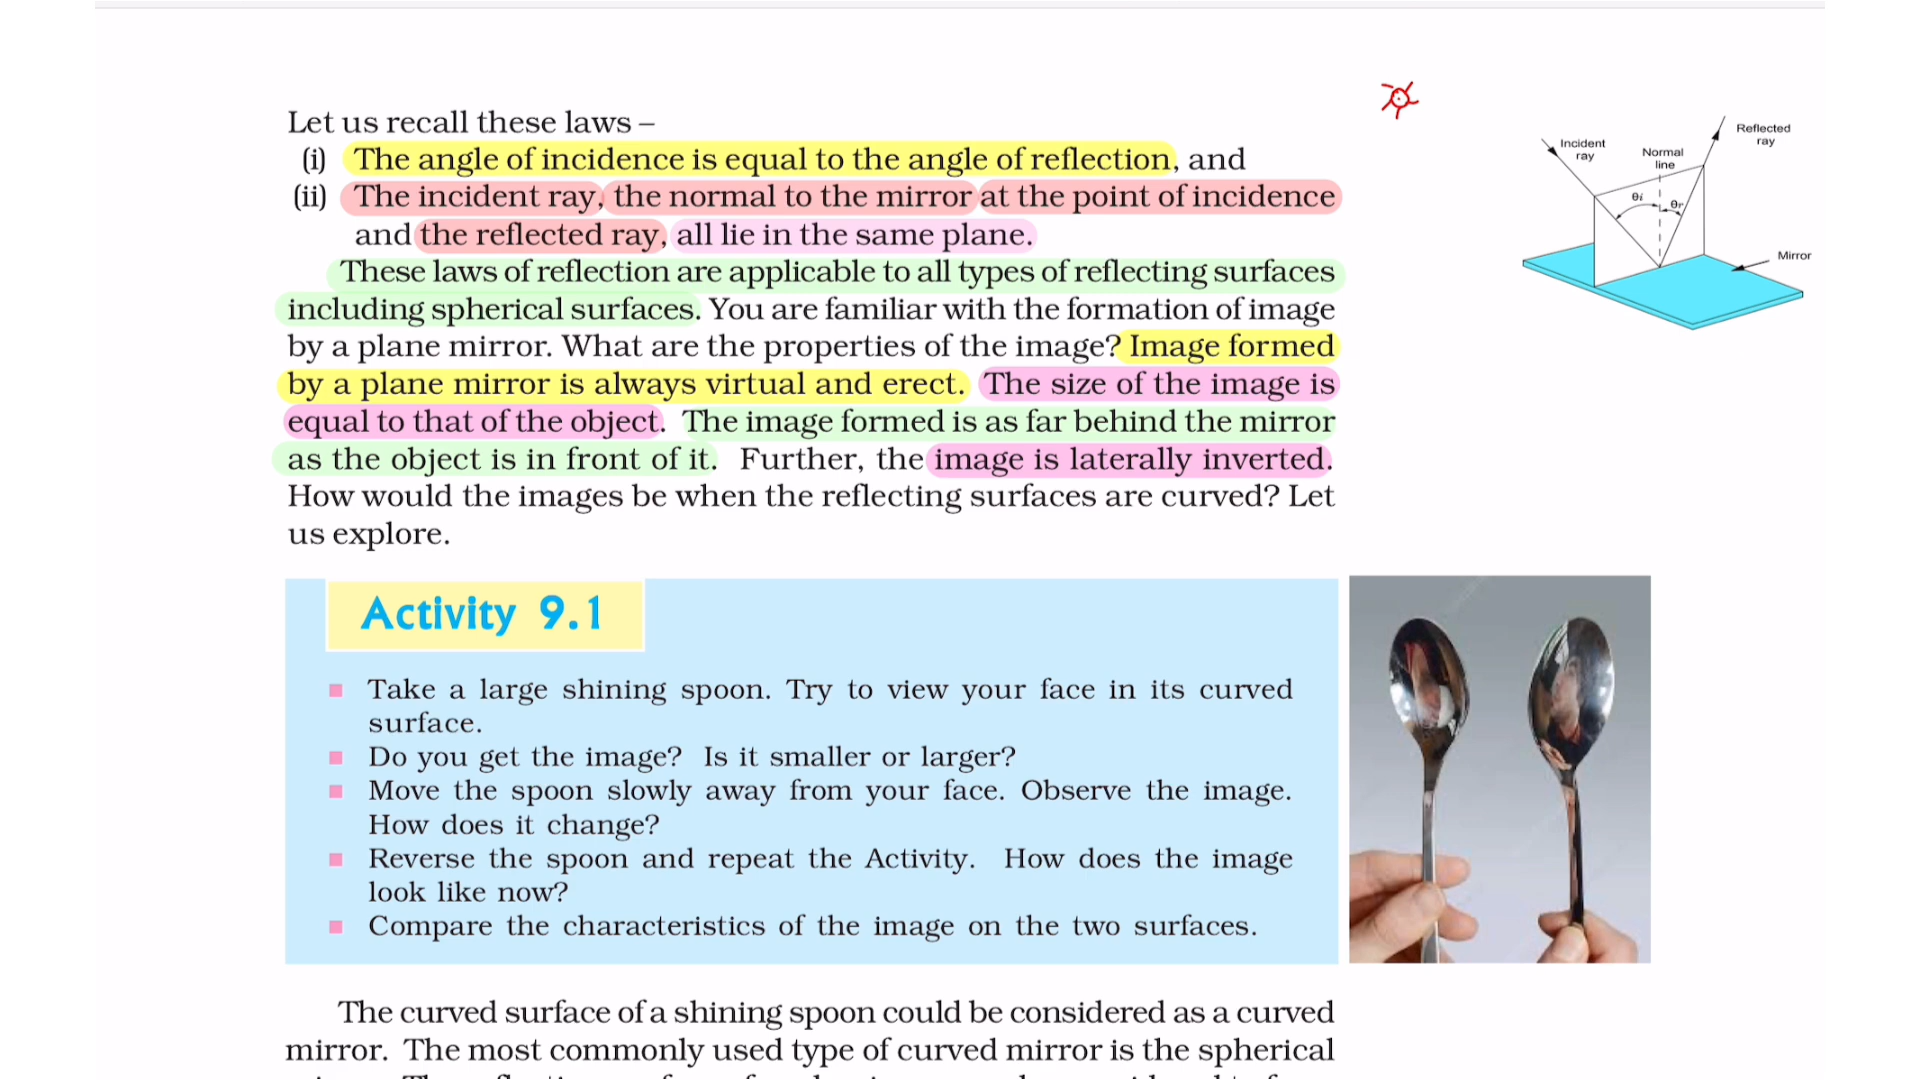 Let us recall these laws –
(i) The angle of incidence is equal to the angle of reflection, and
(ii) The incident ray, the normal to the mirror at the point of incidence
and the reflected ray, all lie in the same plane.
These laws of reflection are applicable to all types of reflecting surfaces
including spherical surfaces. You are familiar with the formation of image
by a plane mirror. What are the properties of the image? Image formed
by a plane mirror is always virtual and erect. The size of the image is
equal to that of the object. The image formed is as far behind the mirror
as the object is in front of it. Further, the image is laterally inverted.
How would the images be when the reflecting surfaces are curved? Let
us explore.
Incident
ray
Normal
line
Reflected
ray
θi
θr
Mirror
Activity 9.1
Take a large shining spoon. Try to view your face in its curved
surface.
Do you get the image? Is it smaller or larger?
Move the spoon slowly away from your face. Observe the image.
How does it change?
Reverse the spoon and repeat the Activity. How does the image
look like now?
Compare the characteristics of the image on the two surfaces.
The curved surface of a shining spoon could be considered as a curved
mirror. The most commonly used type of curved mirror is the spherical